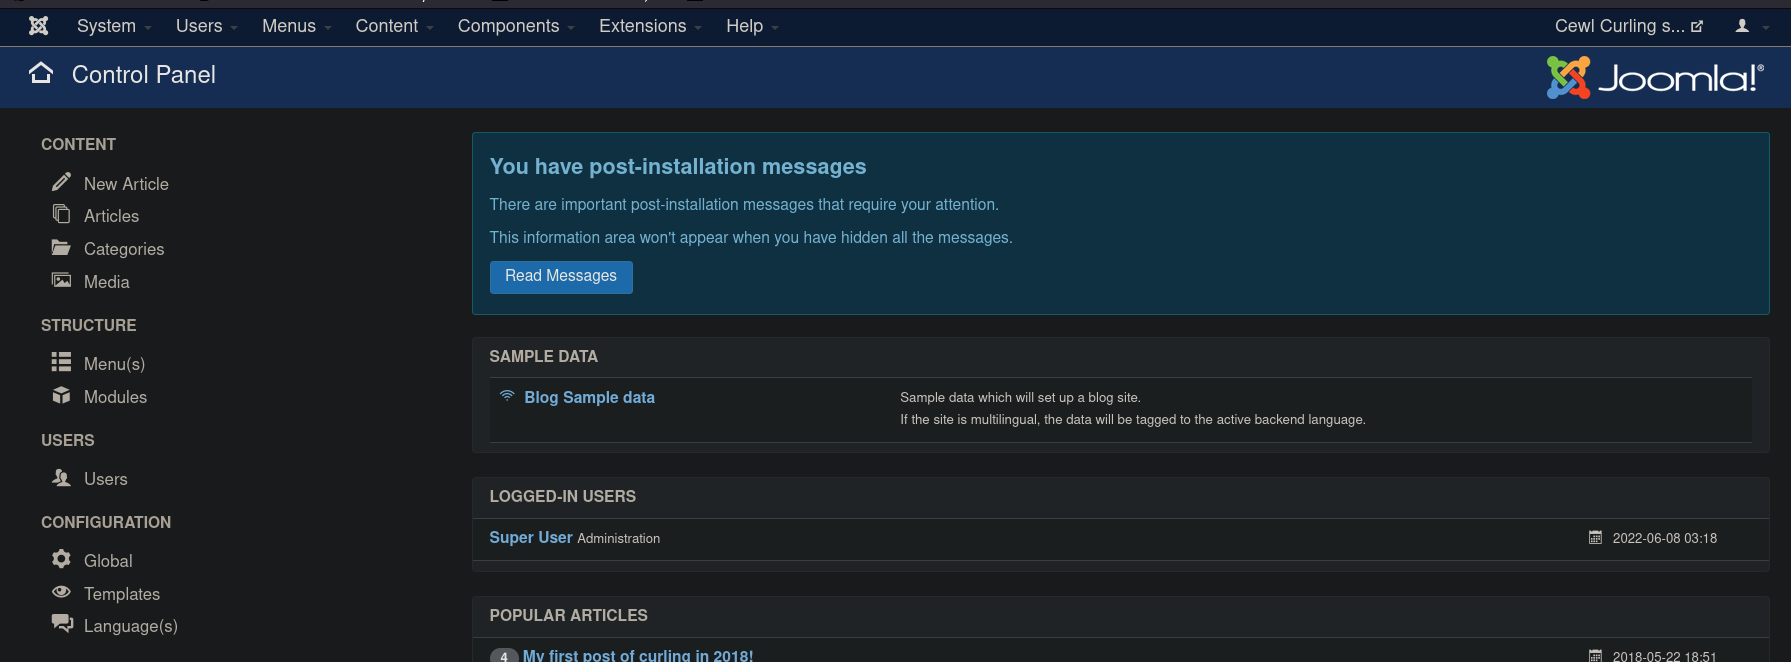 System Users Menus Content Components Extensions Help Cewl Curling s...
Control Panel Joomla!®
CONTENT
New Article
Articles
Categories
Media
STRUCTURE
Menu(s)
Modules
USERS
Users
CONFIGURATION
Global
Templates
Language(s)
You have post-installation messages
There are important post-installation messages that require your attention.
This information area won't appear when you have hidden all the messages.
Read Messages
SAMPLE DATA
Blog Sample data
Sample data which will set up a blog site.
If the site is multilingual, the data will be tagged to the active backend language.
LOGGED-IN USERS
Super User Administration 2022-06-08 03:18
POPULAR ARTICLES
4 My first post of curling in 2018! 2018-05-22 18:51